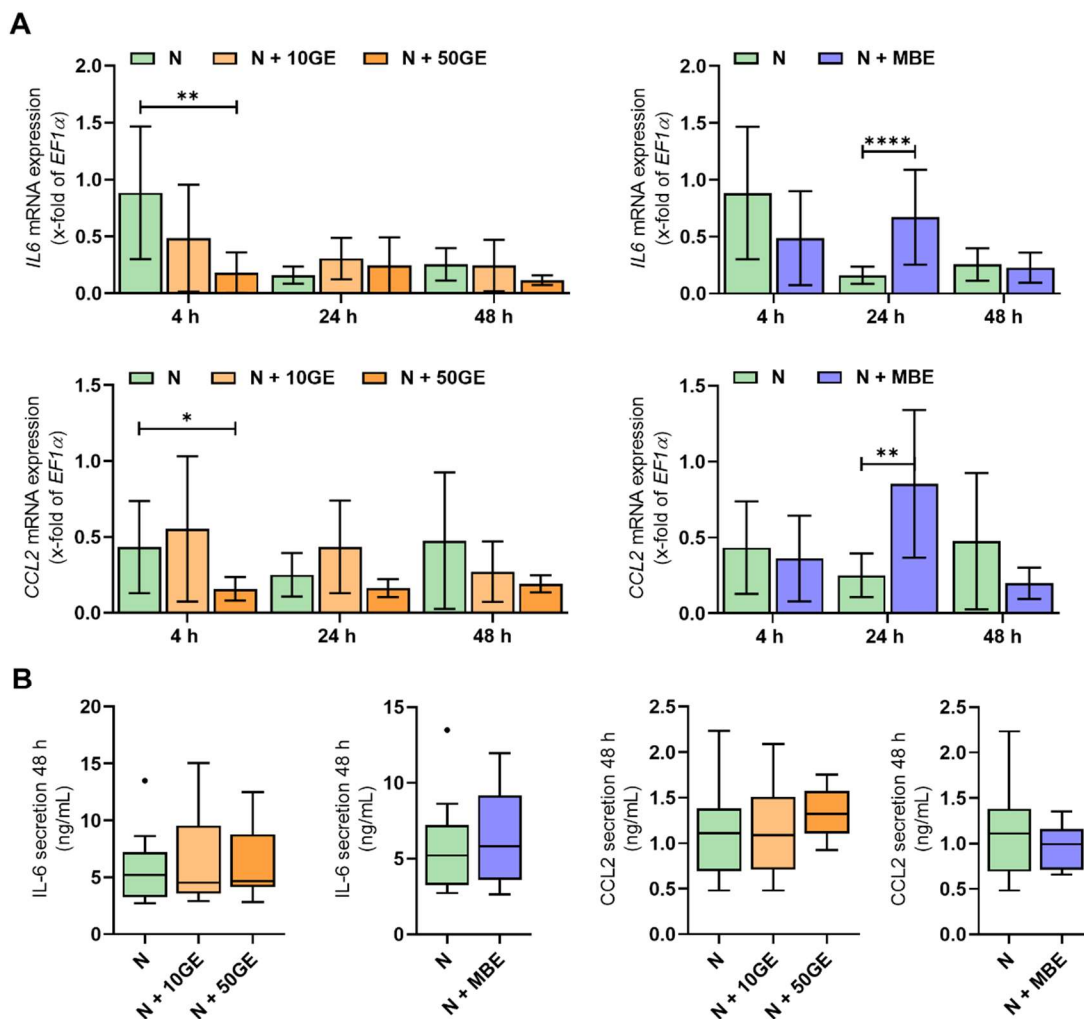 A
N N + 10GE N + 50GE
IL6 mRNA expression
(x-fold of EF1α)
2.0
1.5
1.0
0.5
0.0
**
4 h 24 h 48 h
N N + MBE
IL6 mRNA expression
(x-fold of EF1α)
2.0
1.5
1.0
0.5
0.0
****
4 h 24 h 48 h
N N + 10GE N + 50GE
CCL2 mRNA expression
(x-fold of EF1α)
1.5
1.0
0.5
0.0
*
4 h 24 h 48 h
N N + MBE
CCL2 mRNA expression
(x-fold of EF1α)
1.5
1.0
0.5
0.0
**
4 h 24 h 48 h
B
IL-6 secretion 48 h
(ng/mL)
20
15
10
5
0
N N + 10GE N + 50GE
IL-6 secretion 48 h
(ng/mL)
15
10
5
0
N N + MBE
CCL2 secretion 48 h
(ng/mL)
2.5
2.0
1.5
1.0
0.5
0.0
N N + 10GE N + 50GE
CCL2 secretion 48 h
(ng/mL)
2.5
2.0
1.5
1.0
0.5
0.0
N N + MBE